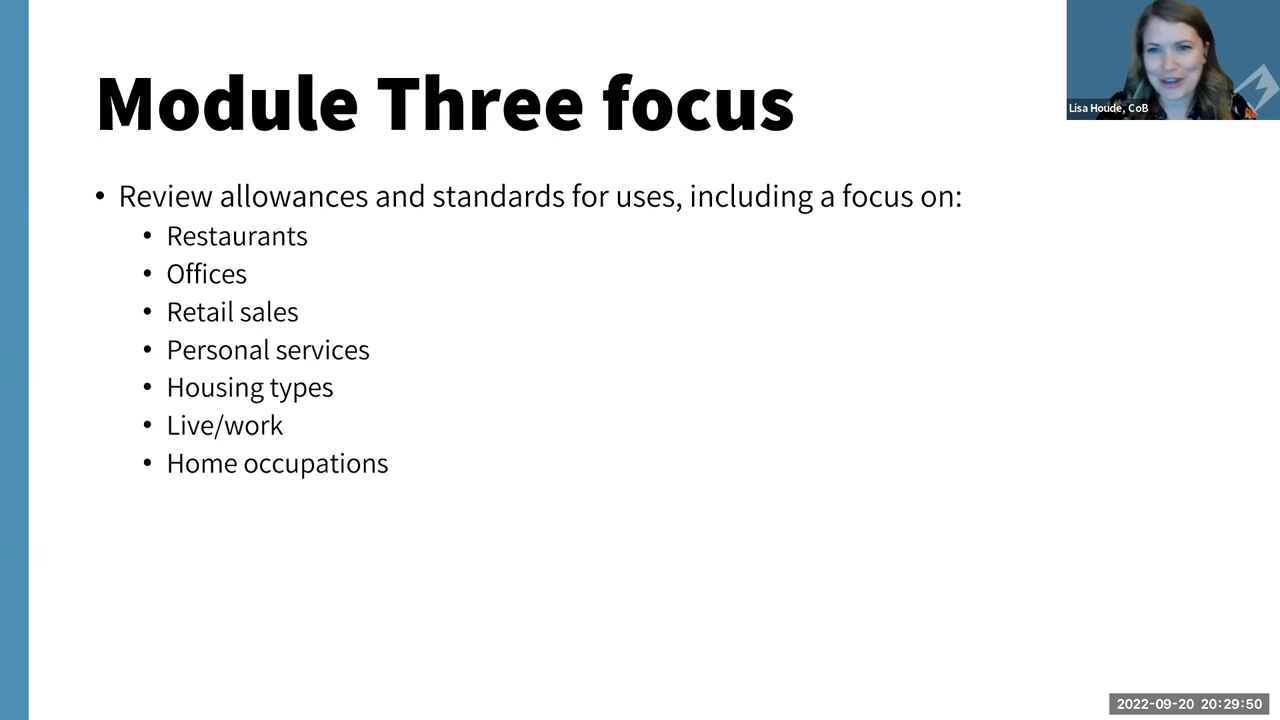 Module Three focus
Lisa Houde, CoB
• Review allowances and standards for uses, including a focus on:
• Restaurants
• Offices
• Retail sales
• Personal services
• Housing types
• Live/work
• Home occupations
2022-09-20 20:29:50